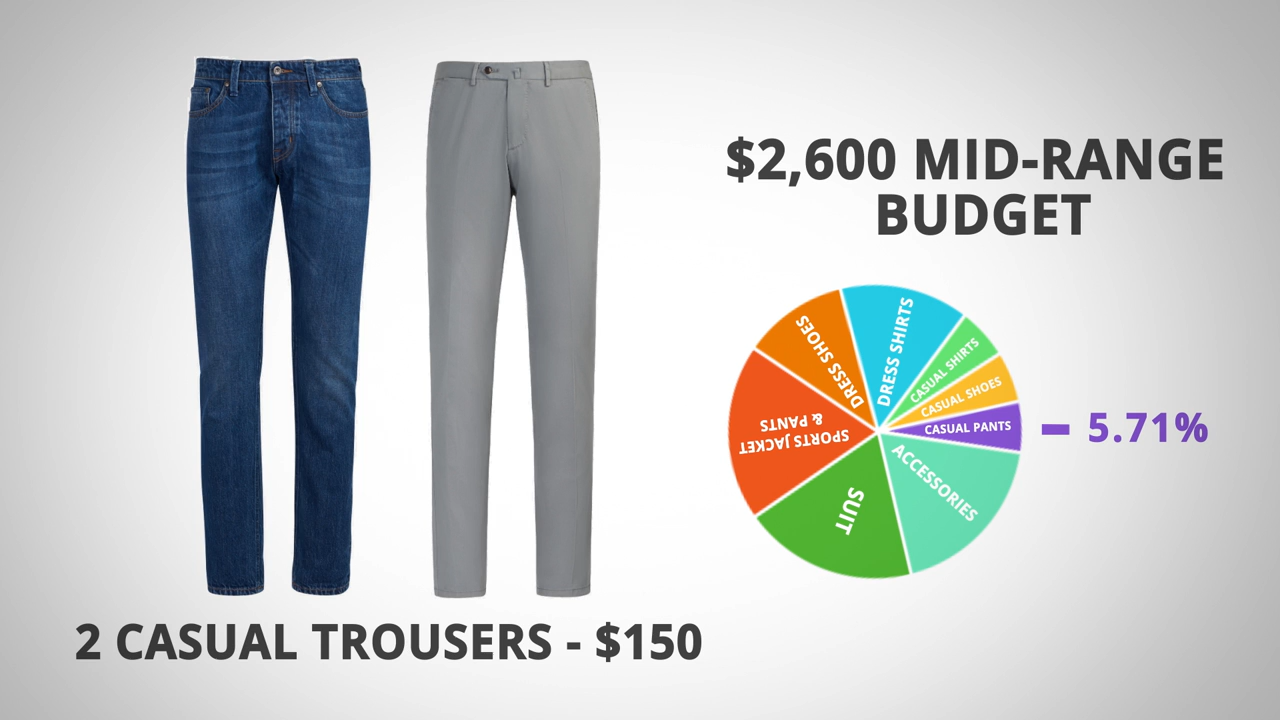 $2,600 MID-RANGE
BUDGET
DRESS SHOES
DRESS SHIRTS
CASUAL SHIRTS
CASUAL SHOES
CASUAL PANTS
SPORTS JACKET
& PANTS
ACCESSORIES
SUIT
- 5.71%
2 CASUAL TROUSERS - $150